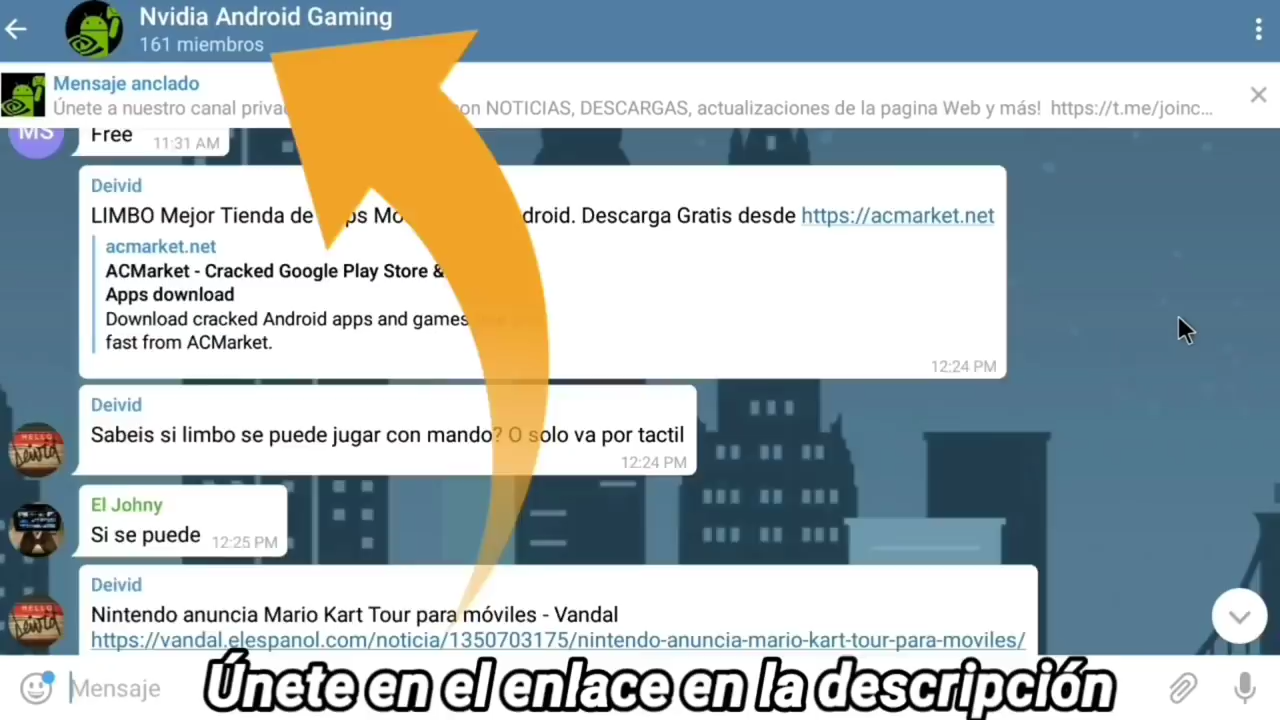 Nvidia Android Gaming
161 miembros
Mensaje anclado
Únete a nuestro canal priva on NOTICIAS, DESCARGAS, actualizaciones de la pagina Web y más! https://t.me/joinc...
MS
Free 11:31 AM
Deivid
LIMBO Mejor Tienda de ps Mo droid. Descarga Gratis desde https://acmarket.net
acmarket.net
ACMarket - Cracked Google Play Store &
Apps download
Download cracked Android apps and games
fast from ACMarket.
12:24 PM
Deivid
Sabeis si limbo se puede jugar con mando? O solo va por tactil
12:24 PM
HELLO
Deivid
El Johny
Si se puede 12:25 PM
Deivid
Nintendo anuncia Mario Kart Tour para móviles - Vandal
HELLO
Deivid
https://vandal.elespanol.com/noticia/1350703175/nintendo-anuncia-mario-kart-tour-para-moviles/
Mensaje
Únete en el enlace en la descripción